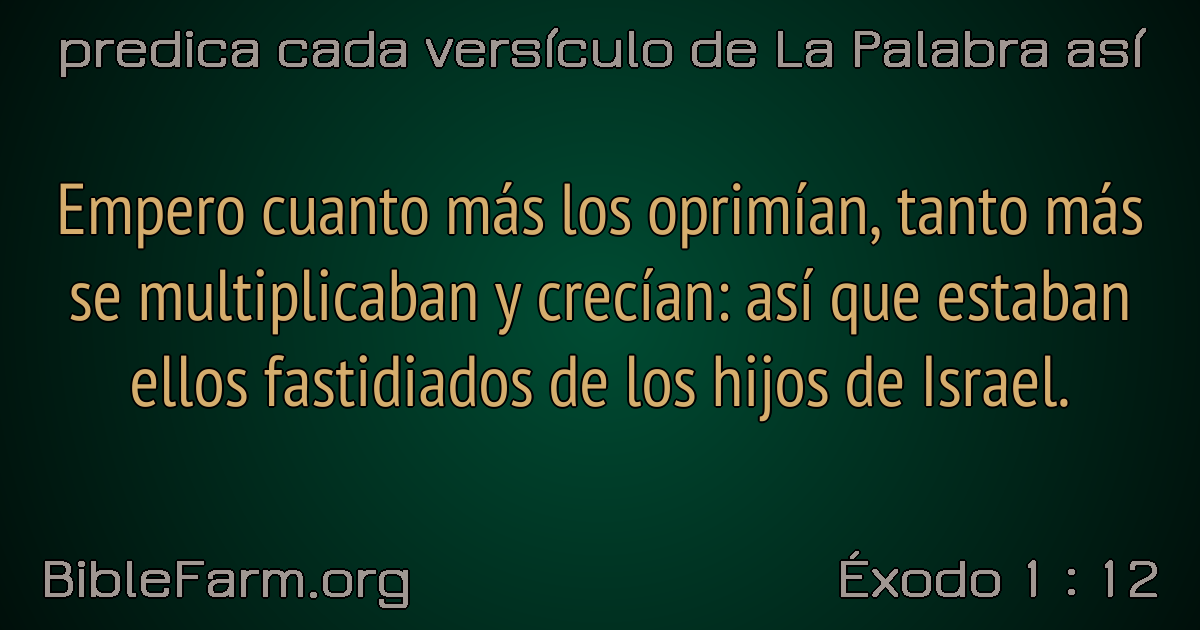 predica cada versículo de La Palabra así
Empero cuanto más los oprimían, tanto más
se multiplicaban y crecían: así que estaban
ellos fastidiados de los hijos de Israel.
BibleFarm.org
Éxodo 1 : 12